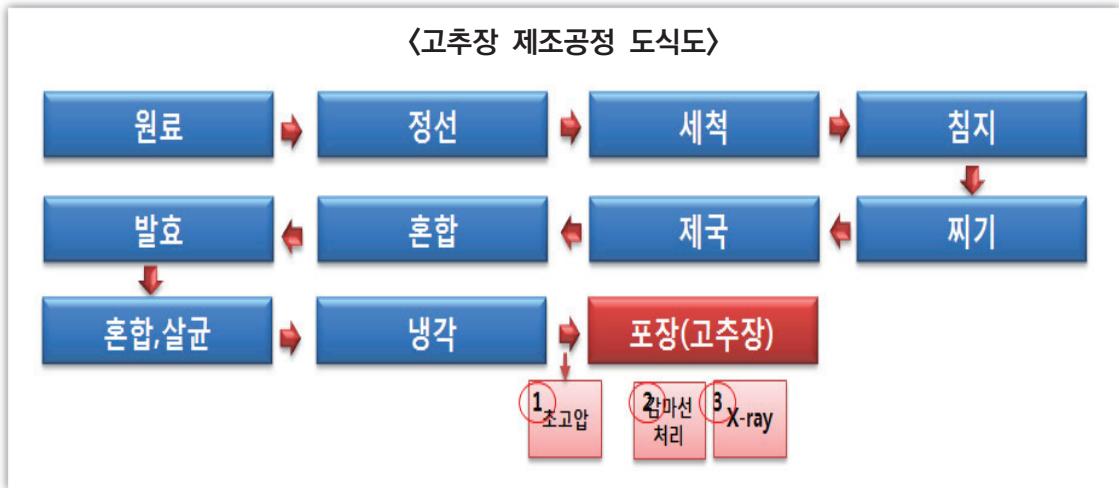 〈고추장 제조공정 도식도〉
원료
정선
세척
침지
찌기
제국
혼합
발효
혼합,살균
냉각
포장(고추장)
1
초고압
2
감마선
처리
3
X-ray